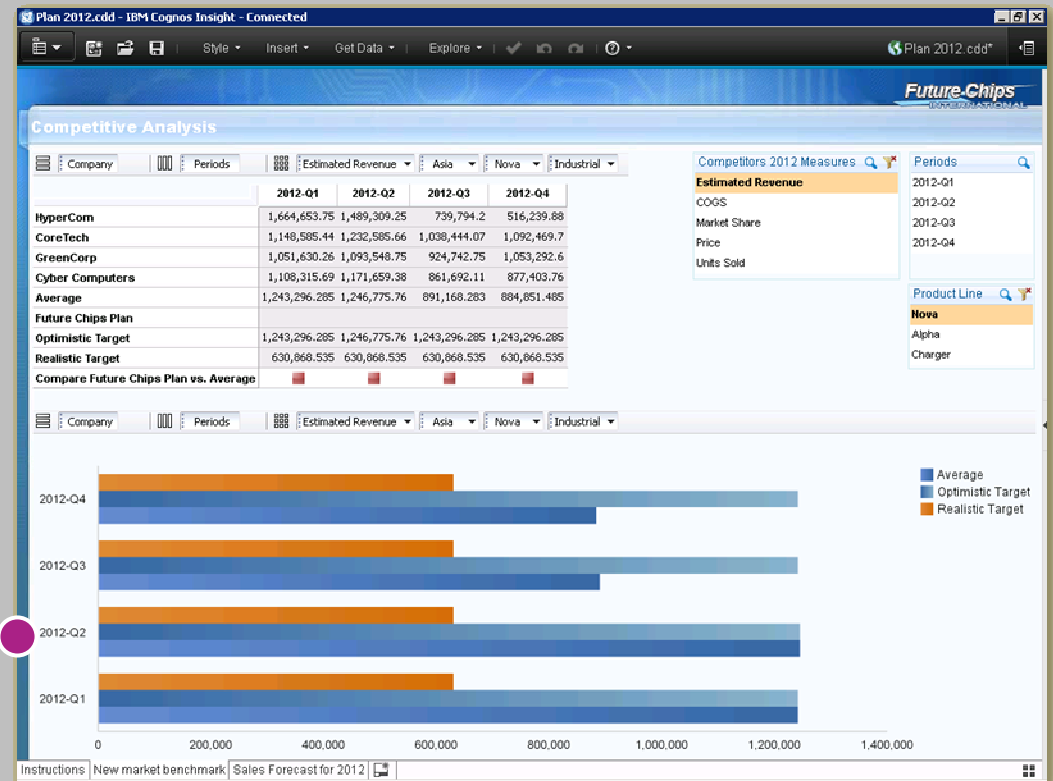 Plan 2012.cdd - IBM Cognos Insight - Connected
Style Insert Get Data Explore Plan 2012.cdd*
Future-Chips
INTERNATIONAL
Competitive Analysis
Company Periods Estimated Revenue Asia Nova Industrial
2012-Q1 2012-Q2 2012-Q3 2012-Q4
HyperCom 1,664,653.75 1,489,309.25 739,794.2 516,239.88
CoreTech 1,148,585.44 1,232,585.66 1,038,444.07 1,092,469.7
GreenCorp 1,051,630.26 1,093,548.75 924,742.75 1,053,292.6
Cyber Computers 1,108,315.69 1,171,659.38 861,692.11 877,403.76
Average 1,243,296.285 1,246,775.76 891,168.283 884,851.485
Future Chips Plan
Optimistic Target 1,243,296.285 1,246,775.76 1,243,296.285 1,243,296.285
Realistic Target 630,868.535 630,868.535 630,868.535 630,868.535
Compare Future Chips Plan vs. Average
Competitors 2012 Measures
Estimated Revenue
COGS
Market Share
Price
Units Sold
Periods
2012-Q1
2012-Q2
2012-Q3
2012-Q4
Product Line
Nova
Alpha
Charger
Company Periods Estimated Revenue Asia Nova Industrial
Average
Optimistic Target
Realistic Target
2012-Q4
2012-Q3
2012-Q2
2012-Q1
0 200,000 400,000 600,000 800,000 1,000,000 1,200,000 1,400,000
Instructions New market benchmark Sales Forecast for 2012